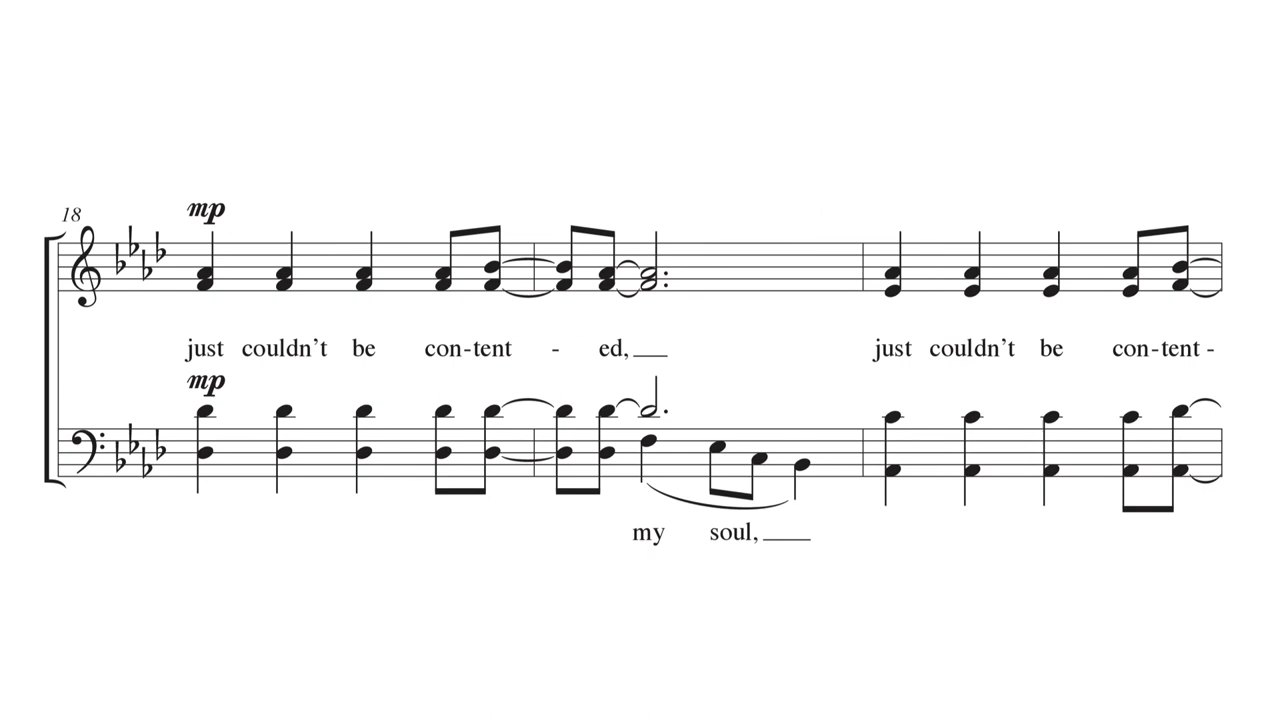 18
mp
just couldn’t be con-tent - ed, just couldn’t be con-tent -
mp
my soul,